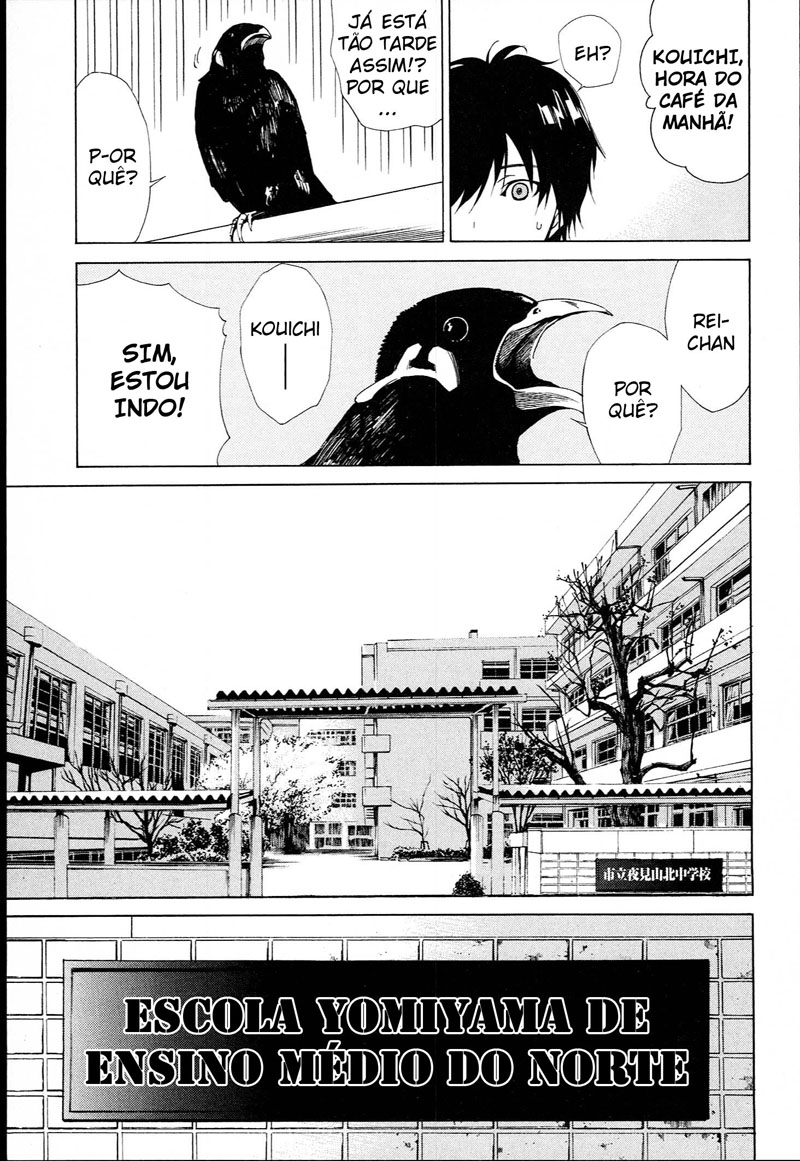 KOUICHI,
HORA DO
CAFÉ DA
MANHÃ!
EH?
JÁ ESTÁ
TÃO TARDE
ASSIM!?
POR QUE
...
P-OR
QUÊ?
REI-
CHAN
POR
QUÊ?
KOUICHI
—
SIM,
ESTOU
INDO!
市立夜見山北中学校
ESCOLA YOMIYAMA DE
ENSINO MÉDIO DO NORTE